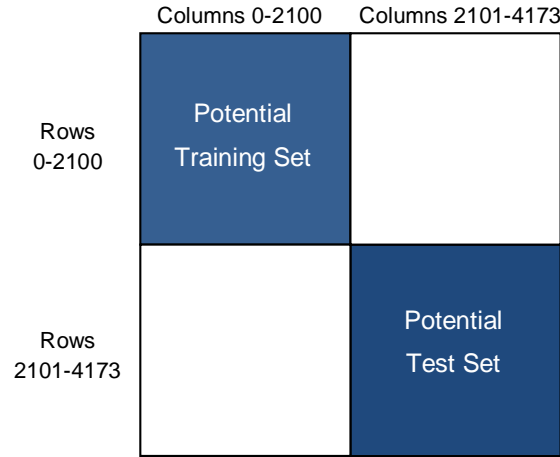 Columns 0-2100 Columns 2101-4173
Potential
Training Set
Rows
0-2100
Potential
Test Set
Rows
2101-4173